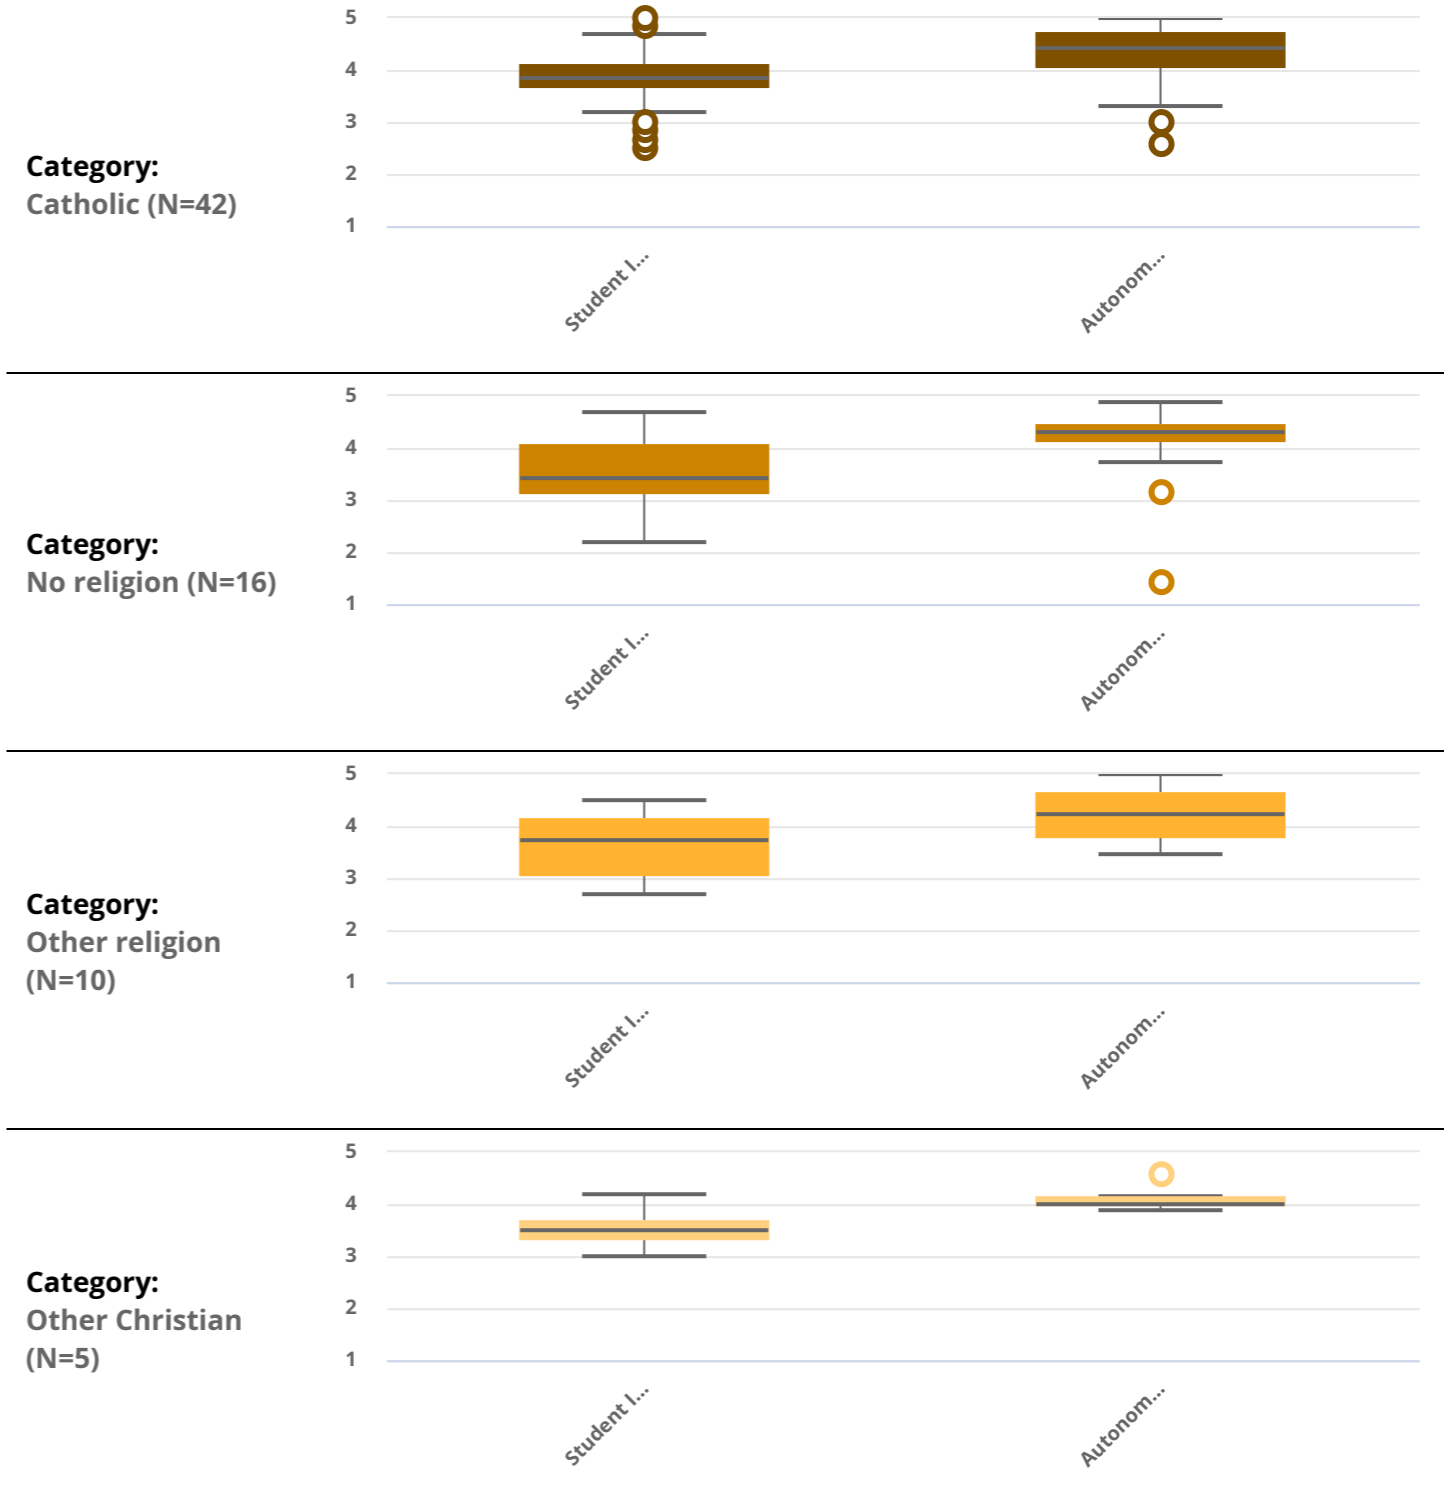 5
4
3
2
1
Category:
Catholic (N=42)
Student I...
Autonom...
5
4
3
2
1
Category:
No religion (N=16)
Student I...
Autonom...
5
4
3
2
1
Category:
Other religion
(N=10)
Student I...
Autonom...
5
4
3
2
1
Category:
Other Christian
(N=5)
Student I...
Autonom...